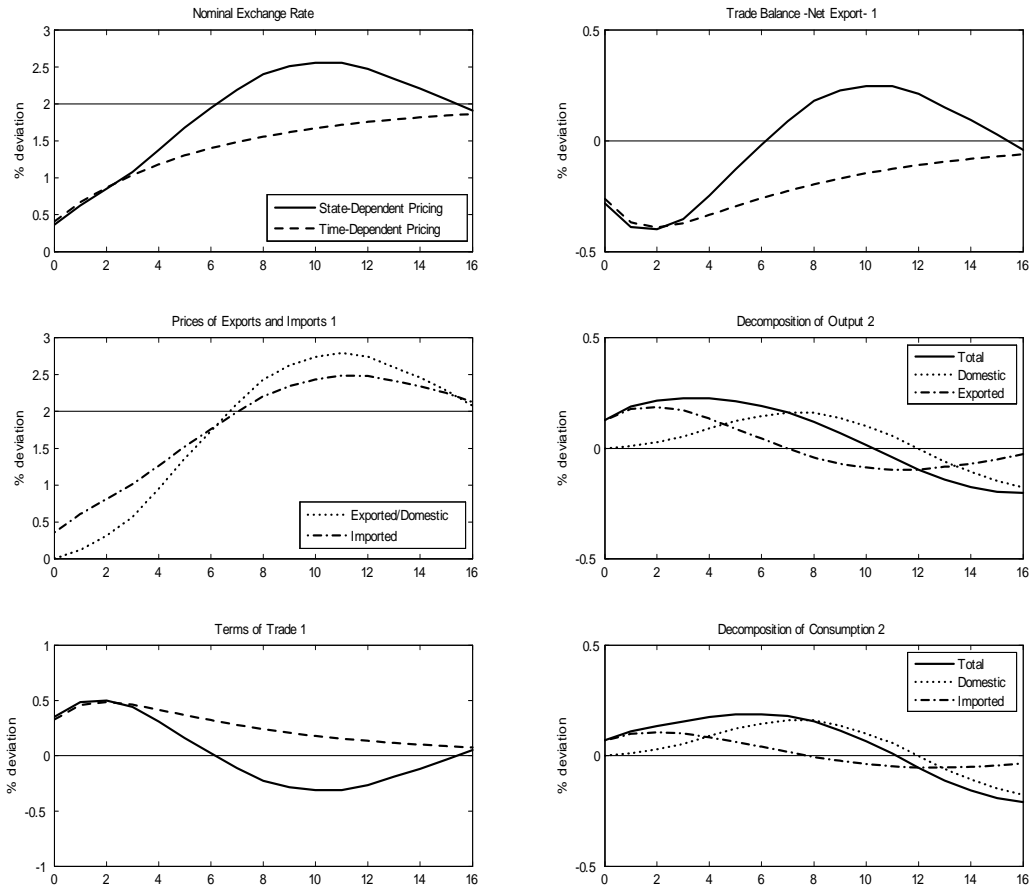 Nominal Exchange Rate
3
2.5
2
1.5
1
0.5
0
% deviation
State-Dependent Pricing
Time-Dependent Pricing
0 2 4 6 8 10 12 14 16
Trade Balance -Net Export- 1
0.5
0
-0.5
% deviation
0 2 4 6 8 10 12 14 16
Prices of Exports and Imports 1
3
2.5
2
1.5
1
0.5
0
% deviation
Exported/Domestic
Imported
0 2 4 6 8 10 12 14 16
Decomposition of Output 2
0.5
0
-0.5
% deviation
Total
Domestic
Exported
0 2 4 6 8 10 12 14 16
Terms of Trade 1
1
0.5
0
-0.5
-1
% deviation
0 2 4 6 8 10 12 14 16
Decomposition of Consumption 2
0.5
0
-0.5
% deviation
Total
Domestic
Imported
0 2 4 6 8 10 12 14 16